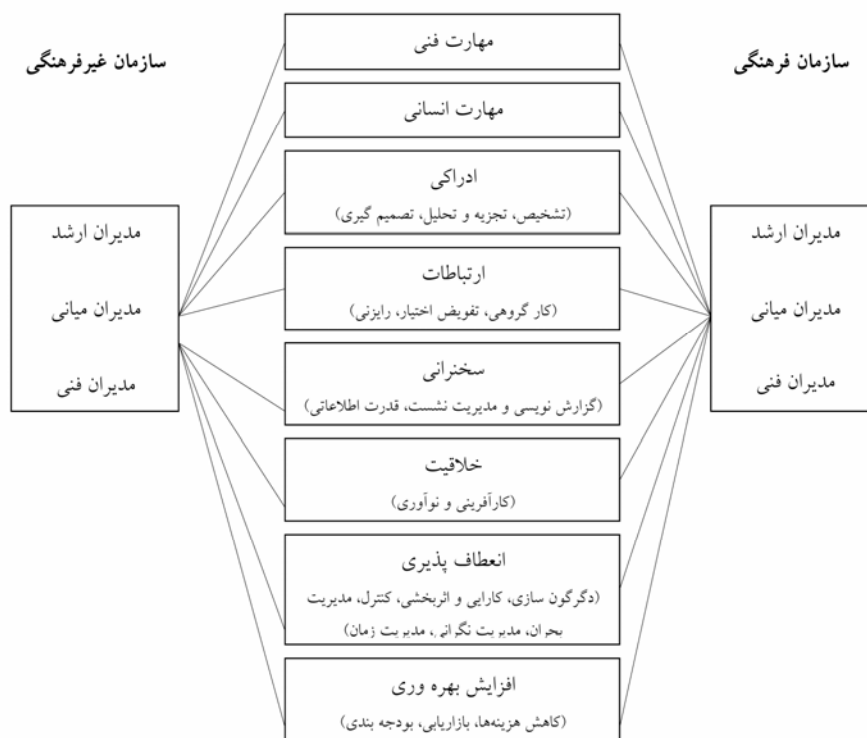 سازمان فرهنگی
سازمان غیرفرهنگی
مهارت فنی
مهارت انسانی
ادراکی
(تشخیص، تجزیه و تحلیل، تصمیم گیری)
ارتباطات
(کار گروهی، تفویض اختیار، رایزنی)
سخنرانی
(گزارش نویسی و مدیریت نشست، قدرت اطلاعاتی)
خلاقیت
(کارآفرینی و نوآوری)
انعطاف پذیری
(دگرگون سازی، کارایی و اثربخشی، کنترل، مدیریت
بحران، مدیریت نگرانی، مدیریت زمان)
افزایش بهره وری
(کاهش هزینه‌ها، بازاریابی، بودجه بندی)
مدیران ارشد
مدیران میانی
مدیران فنی
مدیران ارشد
مدیران میانی
مدیران فنی